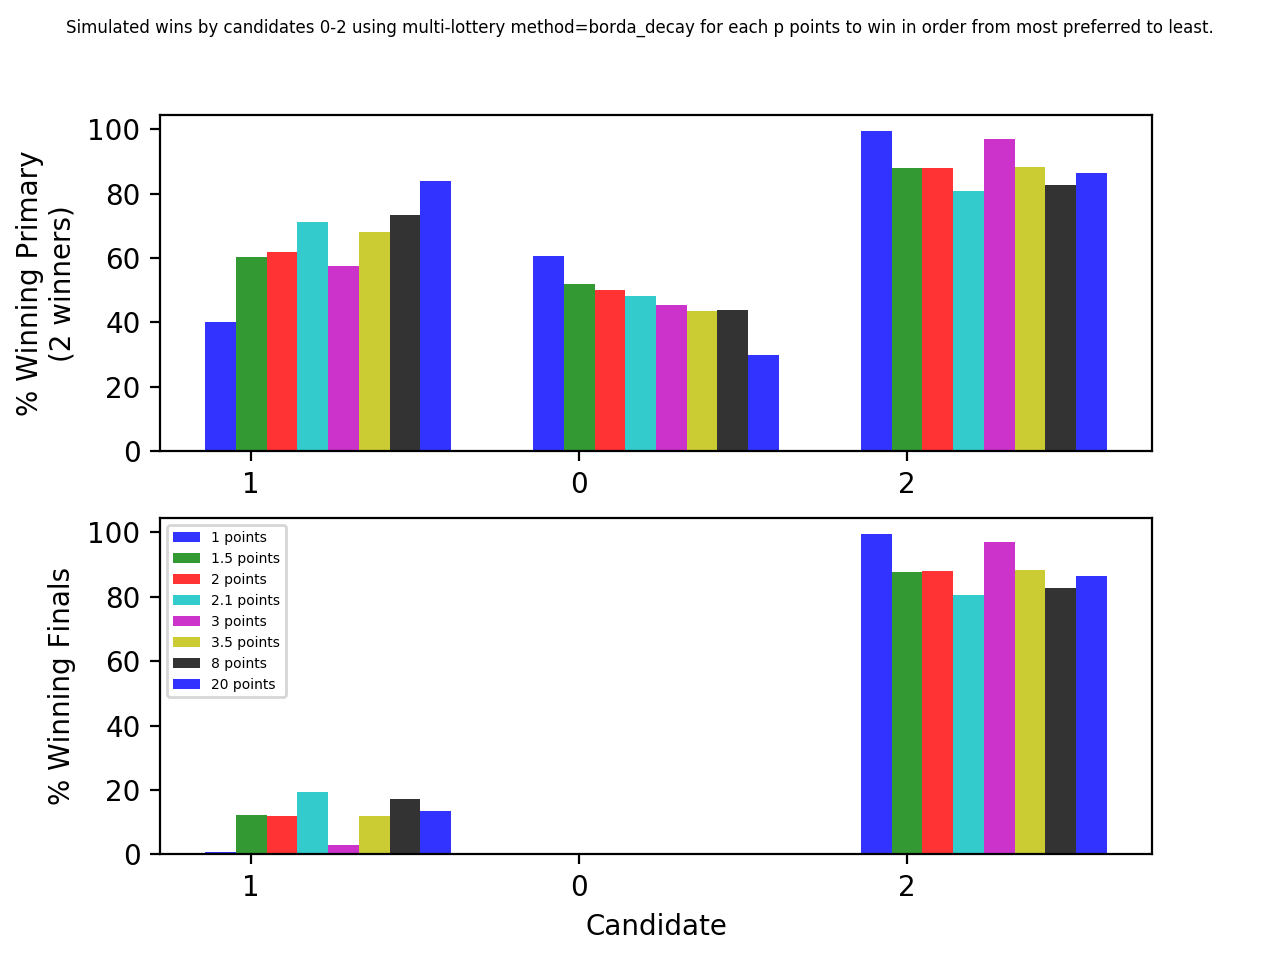 Simulated wins by candidates 0-2 using multi-lottery method=borda_decay for each p points to win in order from most preferred to least.
% Winning Primary
(2 winners)
100
80
60
40
20
0
1
0
2
% Winning Finals
100
80
60
40
20
0
1 points
1.5 points
2 points
2.1 points
3 points
3.5 points
8 points
20 points
1
0
2
Candidate